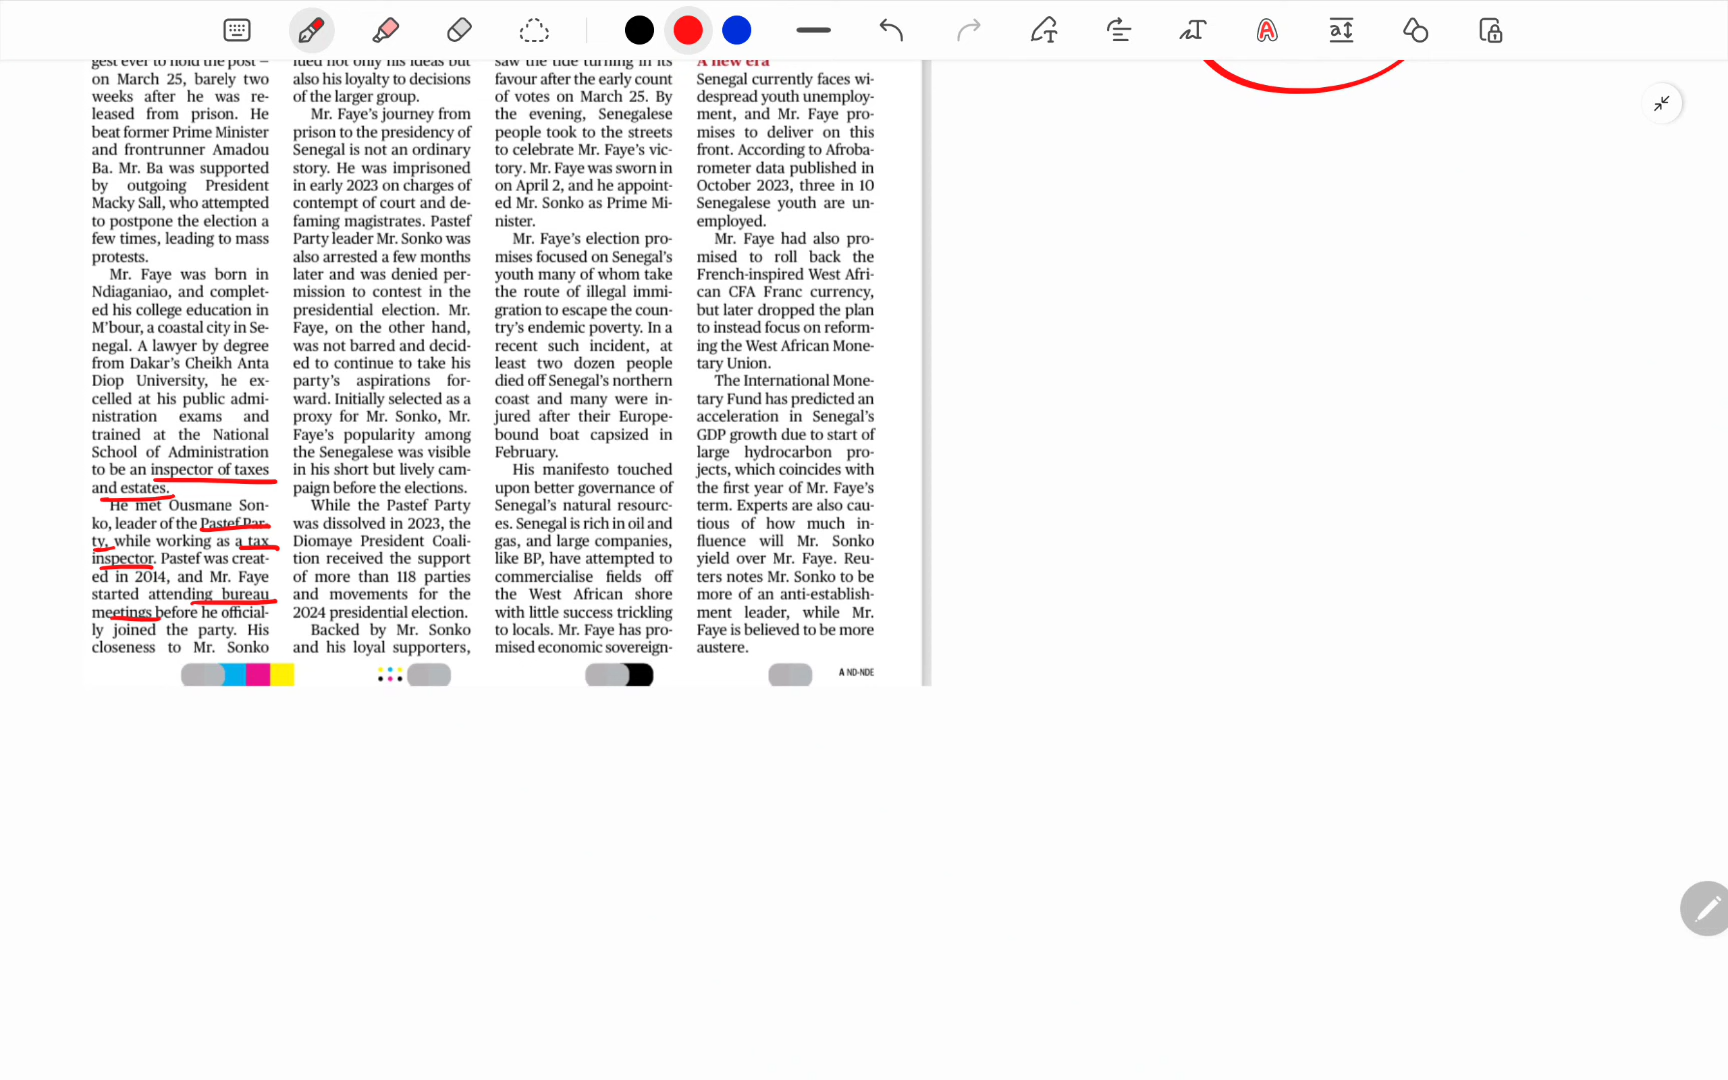 gest ever to hold the post –
on March 25, barely two
weeks after he was re-
leased from prison. He
beat former Prime Minister
and frontrunner Amadou
Ba. Mr. Ba was supported
by outgoing President
Macky Sall, who attempted
to postpone the election a
few times, leading to mass
protests.
Mr. Faye was born in
Ndiaganiao, and complet-
ed his college education in
M'bour, a coastal city in Se-
negal. A lawyer by degree
from Dakar's Cheikh Anta
Diop University, he ex-
celled at his public admi-
nistration exams and
trained at the National
School of Administration
to be an inspector of taxes
and estates.
He met Ousmane Son-
ko, leader of the Pastef Par-
ty, while working as a tax
inspector. Pastef was creat-
ed in 2014, and Mr. Faye
started attending bureau
meetings before he official-
ly joined the party. His
closeness to Mr. Sonko
lued not only his ideas but
also his loyalty to decisions
of the larger group.
Mr. Faye's journey from
prison to the presidency of
Senegal is not an ordinary
story. He was imprisoned
in early 2023 on charges of
contempt of court and de-
faming magistrates. Pastef
Party leader Mr. Sonko was
also arrested a few months
later and was denied per-
mission to contest in the
presidential election. Mr.
Faye, on the other hand,
was not barred and decid-
ed to continue to take his
party's aspirations for-
ward. Initially selected as a
proxy for Mr. Sonko, Mr.
Faye's popularity among
the Senegalese was visible
in his short but lively cam-
paign before the elections.
While the Pastef Party
was dissolved in 2023, the
Diomaye President Coali-
tion received the support
of more than 118 parties
and movements for the
2024 presidential election.
Backed by Mr. Sonko
and his loyal supporters,
saw the tide turning in its
favour after the early count
of votes on March 25. By
the evening, Senegalese
people took to the streets
to celebrate Mr. Faye's vic-
tory. Mr. Faye was sworn in
on April 2, and he appoint-
ed Mr. Sonko as Prime Mi-
nister.
Mr. Faye's election pro-
mises focused on Senegal's
youth many of whom take
the route of illegal immi-
gration to escape the coun-
try's endemic poverty. In a
recent such incident, at
least two dozen people
died off Senegal's northern
coast and many were in-
jured after their Europe-
bound boat capsized in
February.
His manifesto touched
upon better governance of
Senegal's natural resourc-
es. Senegal is rich in oil and
gas, and large companies,
like BP, have attempted to
commercialise fields off
the West African shore
with little success trickling
to locals. Mr. Faye has pro-
mised economic sovereign-
A new era
Senegal currently faces wi-
despread youth unemploy-
ment, and Mr. Faye pro-
mises to deliver on this
front. According to Afroba-
rometer data published in
October 2023, three in 10
Senegalese youth are un-
employed.
Mr. Faye had also pro-
mised to roll back the
French-inspired West Afri-
can CFA Franc currency,
but later dropped the plan
to instead focus on reform-
ing the West African Mone-
tary Union.
The International Mone-
tary Fund has predicted an
acceleration in Senegal's
GDP growth due to start of
large hydrocarbon pro-
jects, which coincides with
the first year of Mr. Faye's
term. Experts are also cau-
tious of how much in-
fluence will Mr. Sonko
yield over Mr. Faye. Reu-
ters notes Mr. Sonko to be
more of an anti-establish-
ment leader, while Mr.
Faye is believed to be more
austere.
A ND-NDE